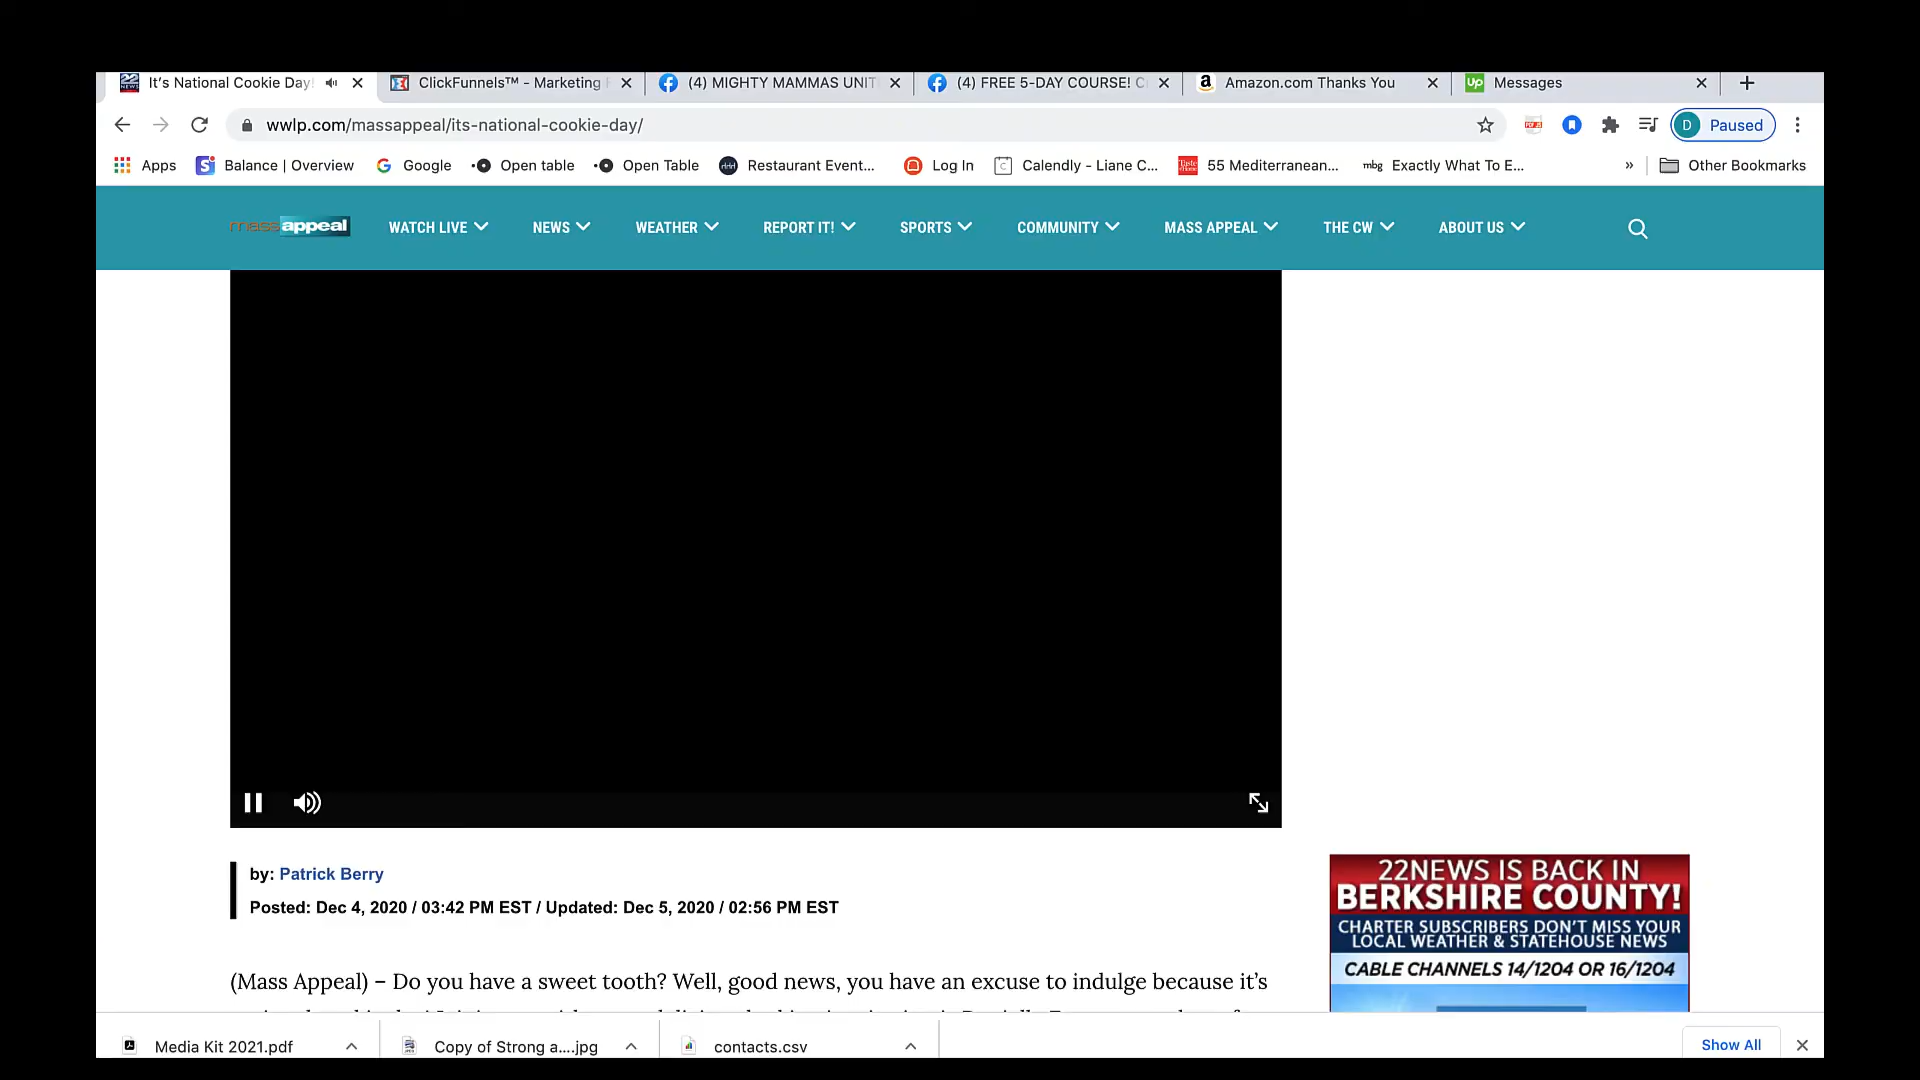 It's National Cookie Day
ClickFunnels™ - Marketing
(4) MIGHTY MAMMAS UNIT
(4) FREE 5-DAY COURSE! C
Amazon.com Thanks You
Up Messages
wwlp.com/massappeal/its-national-cookie-day/
D Paused
Apps
Balance | Overview
Google
Open table
Open Table
Restaurant Event...
Log In
Calendly - Liane C...
55 Mediterranean...
mbg Exactly What To E...
» Other Bookmarks
mass appeal
WATCH LIVE
NEWS
WEATHER
REPORT IT!
SPORTS
COMMUNITY
MASS APPEAL
THE CW
ABOUT US
by: Patrick Berry
Posted: Dec 4, 2020 / 03:42 PM EST / Updated: Dec 5, 2020 / 02:56 PM EST
(Mass Appeal) – Do you have a sweet tooth? Well, good news, you have an excuse to indulge because it's
22NEWS IS BACK IN
BERKSHIRE COUNTY!
CHARTER SUBSCRIBERS DON'T MISS YOUR
LOCAL WEATHER & STATEHOUSE NEWS
CABLE CHANNELS 14/1204 OR 16/1204
Media Kit 2021.pdf
Copy of Strong a....jpg
contacts.csv
Show All